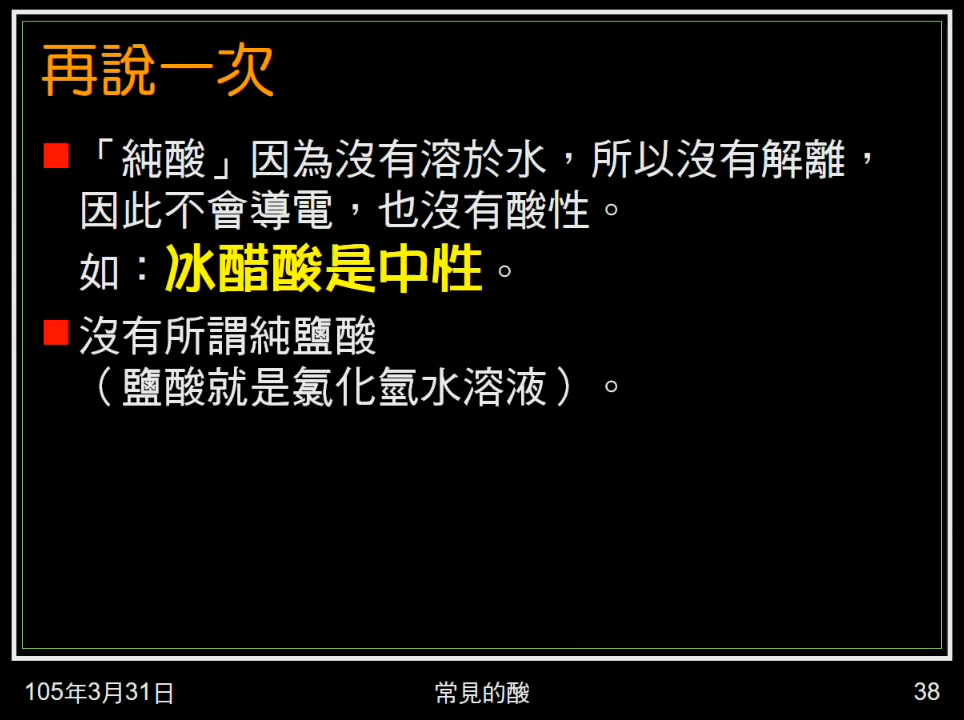 再說一次
「純酸」因為沒有溶於水，所以沒有解離，
因此不會導電，也沒有酸性。
如：冰醋酸是中性。
沒有所謂純鹽酸
（鹽酸就是氯化氫水溶液）。
105年3月31日
常見的酸
38